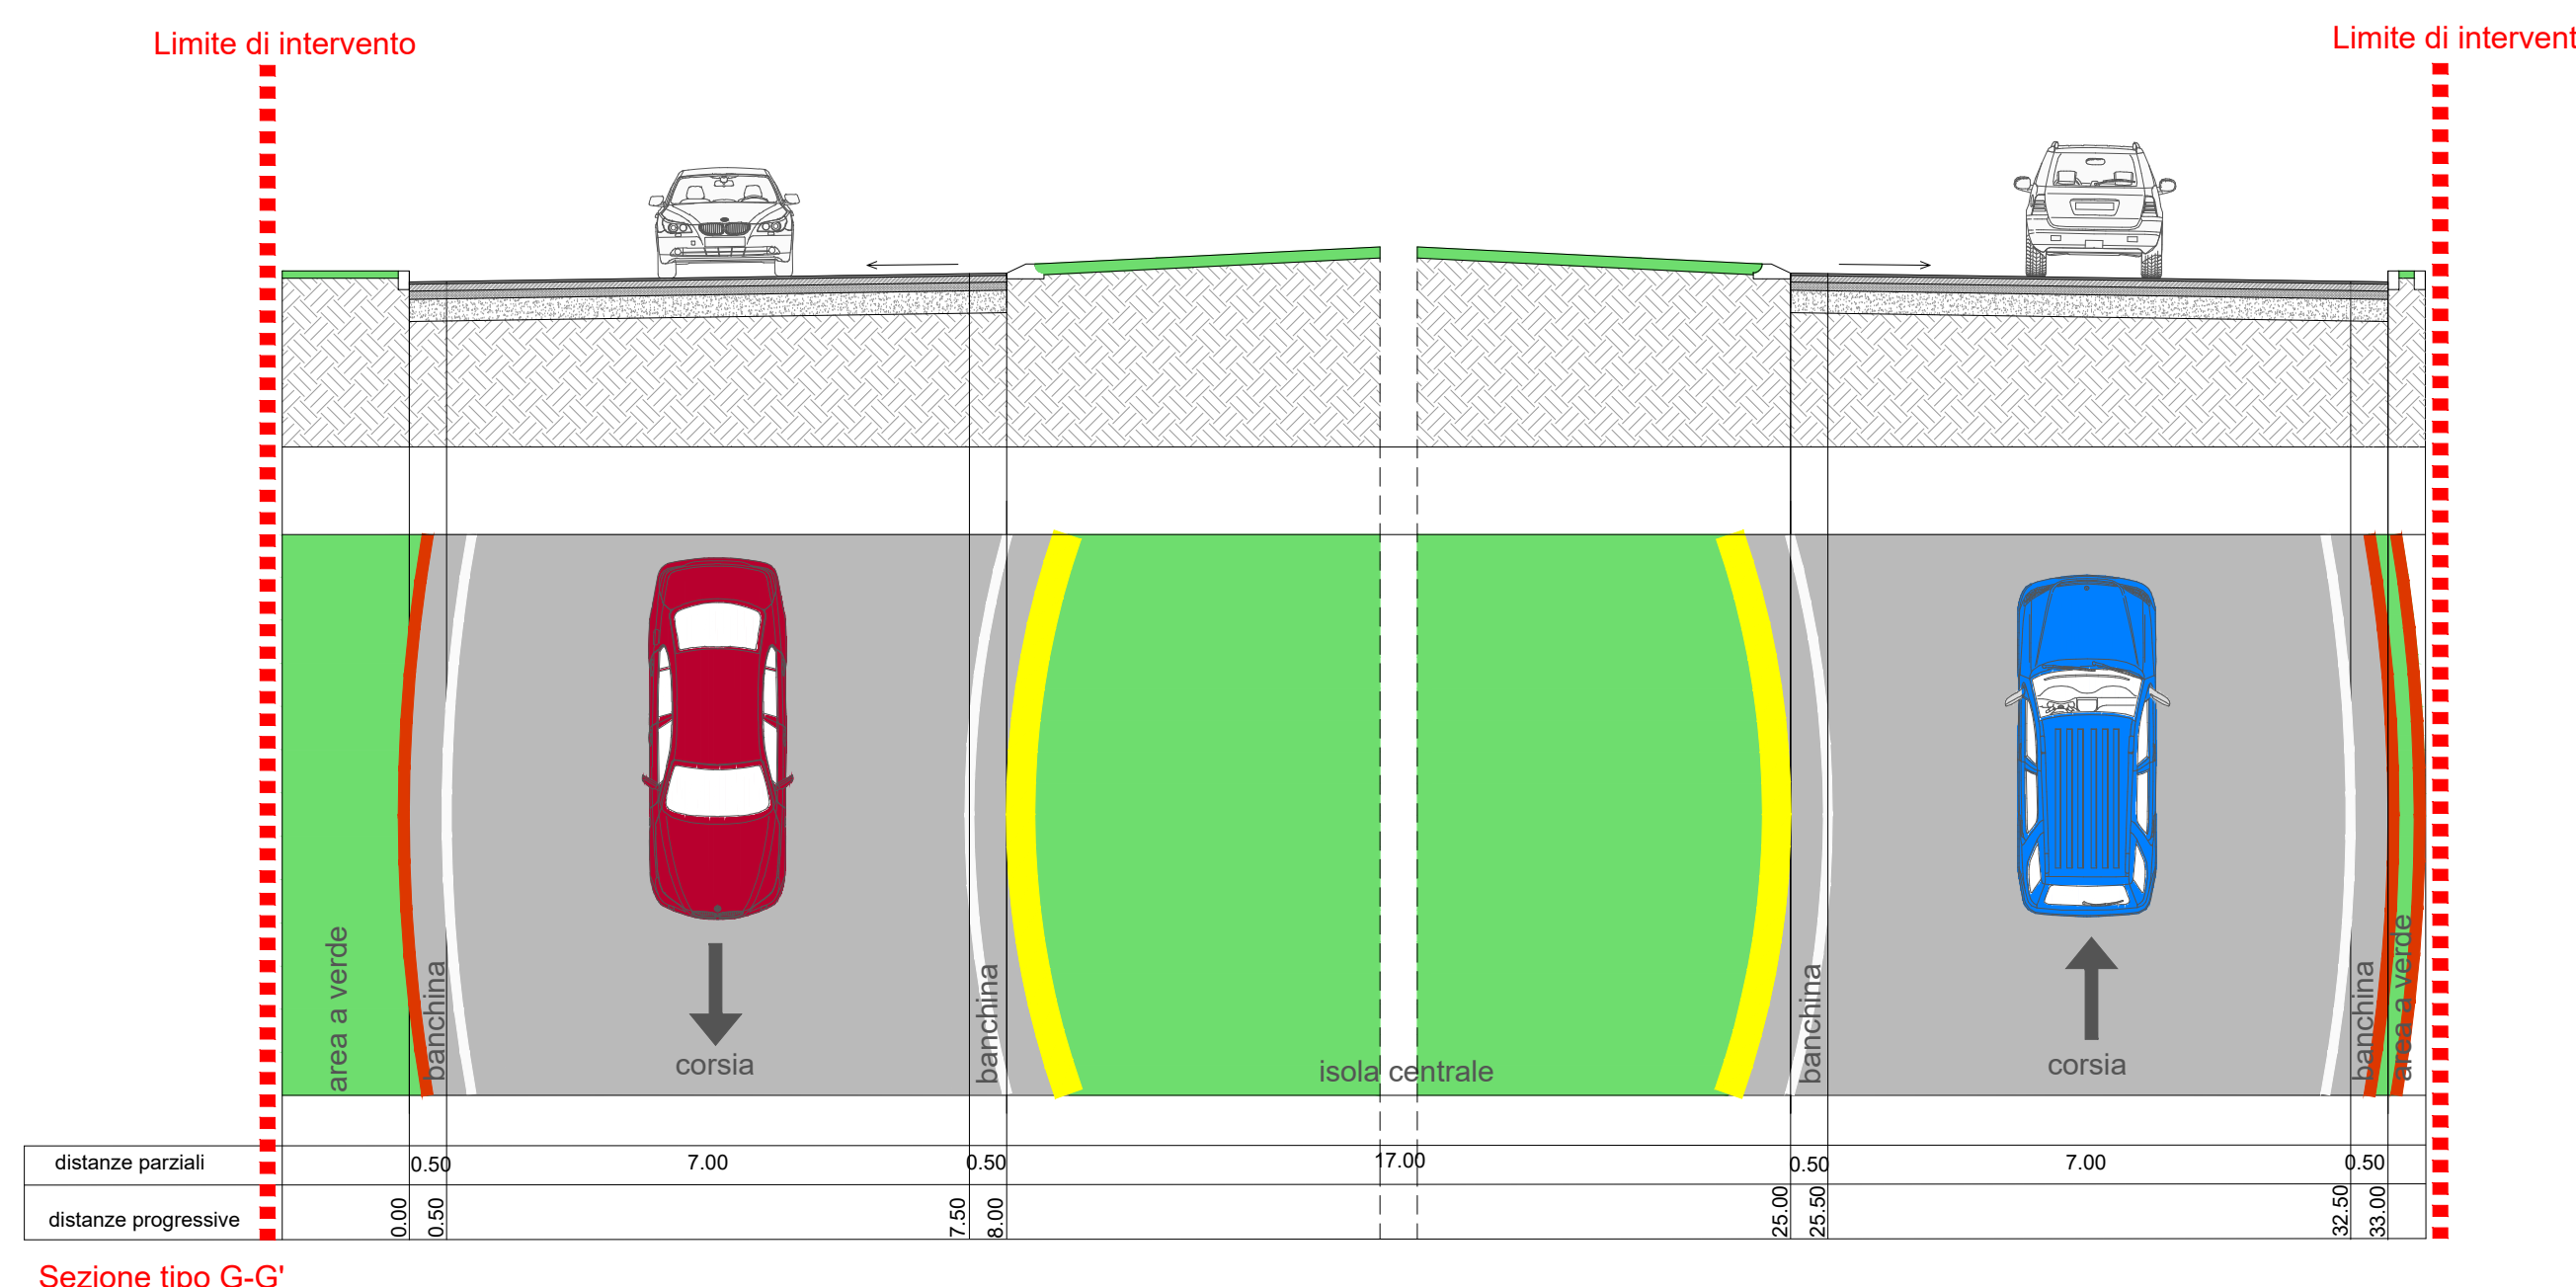 Limite di intervento
Limite di intervent
area a verde
banchina
corsia
banchina
isola centrale
banchina
corsia
banchina
area a verde
distanze parziali
0.50
7.00
0.50
17.00
0.50
7.00
0.50
distanze progressive
0.00
0.50
7.50
8.00
25.00
25.50
32.50
33.00
Sezione tipo G-G'